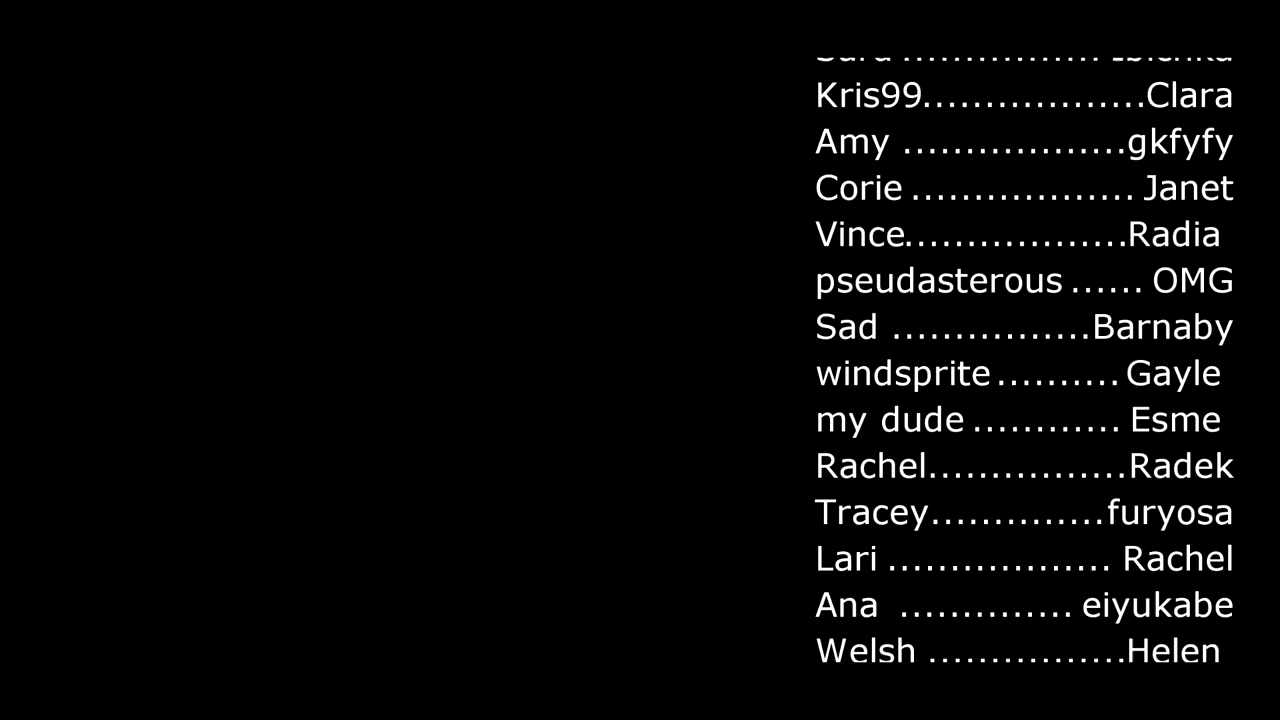 Kris99..................Clara
Amy ..................gkfyfy
Corie .................. Janet
Vince..................Radia
pseudasterous ...... OMG
Sad ................Barnaby
windsprite.......... Gayle
my dude ............ Esme
Rachel................Radek
Tracey..............furyosa
Lari .................. Rachel
Ana .............. eiyukabe
Welsh ................Helen